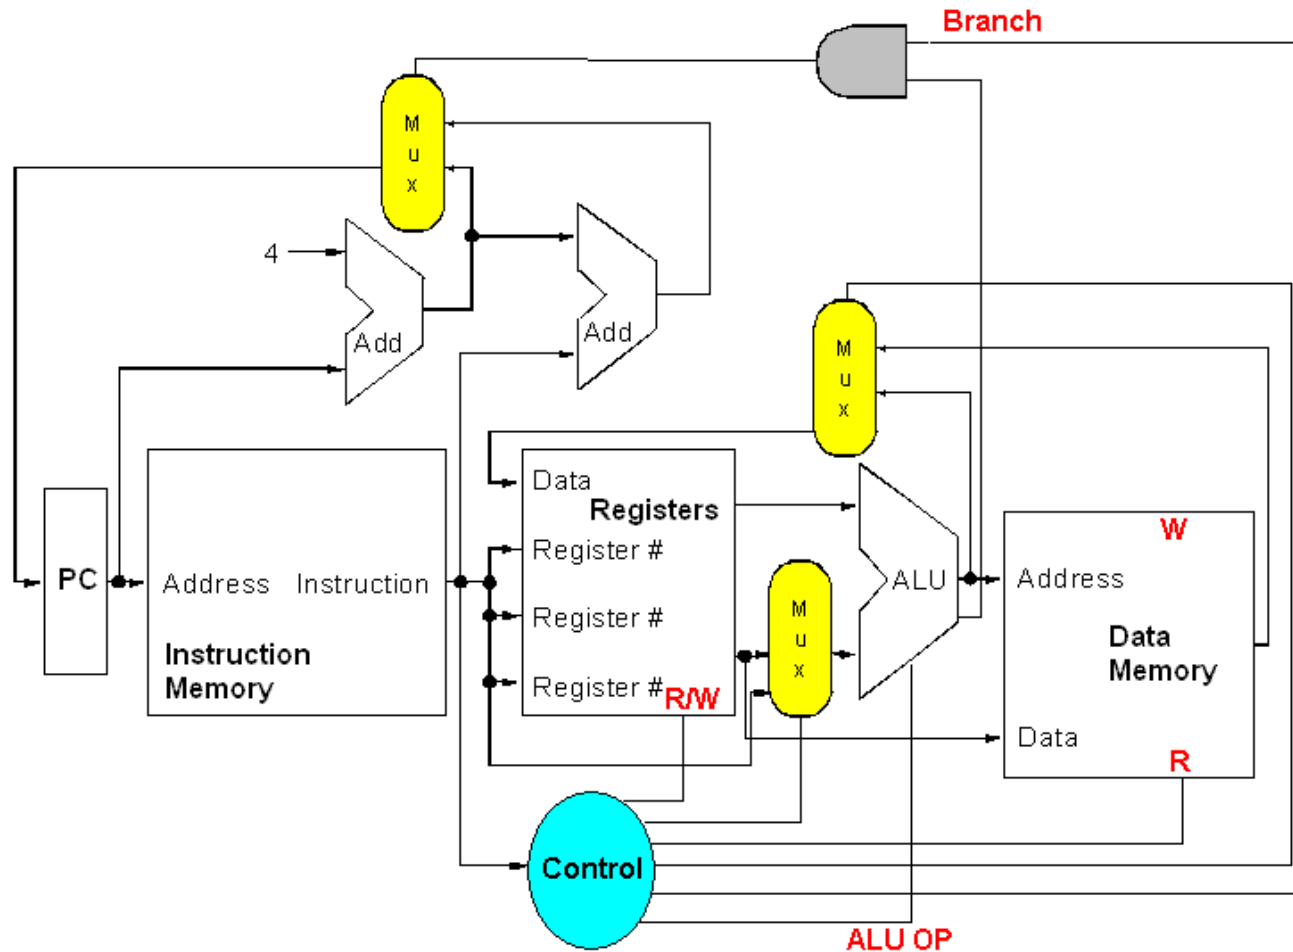 Branch
M
u
x
4
Add
Add
M
u
x
Data
Registers
W
Register #
PC
Address
Instruction
ALU
Address
M
u
x
Register #
Instruction
Memory
Data
Memory
Register #
R/W
Data
R
Control
ALU OP